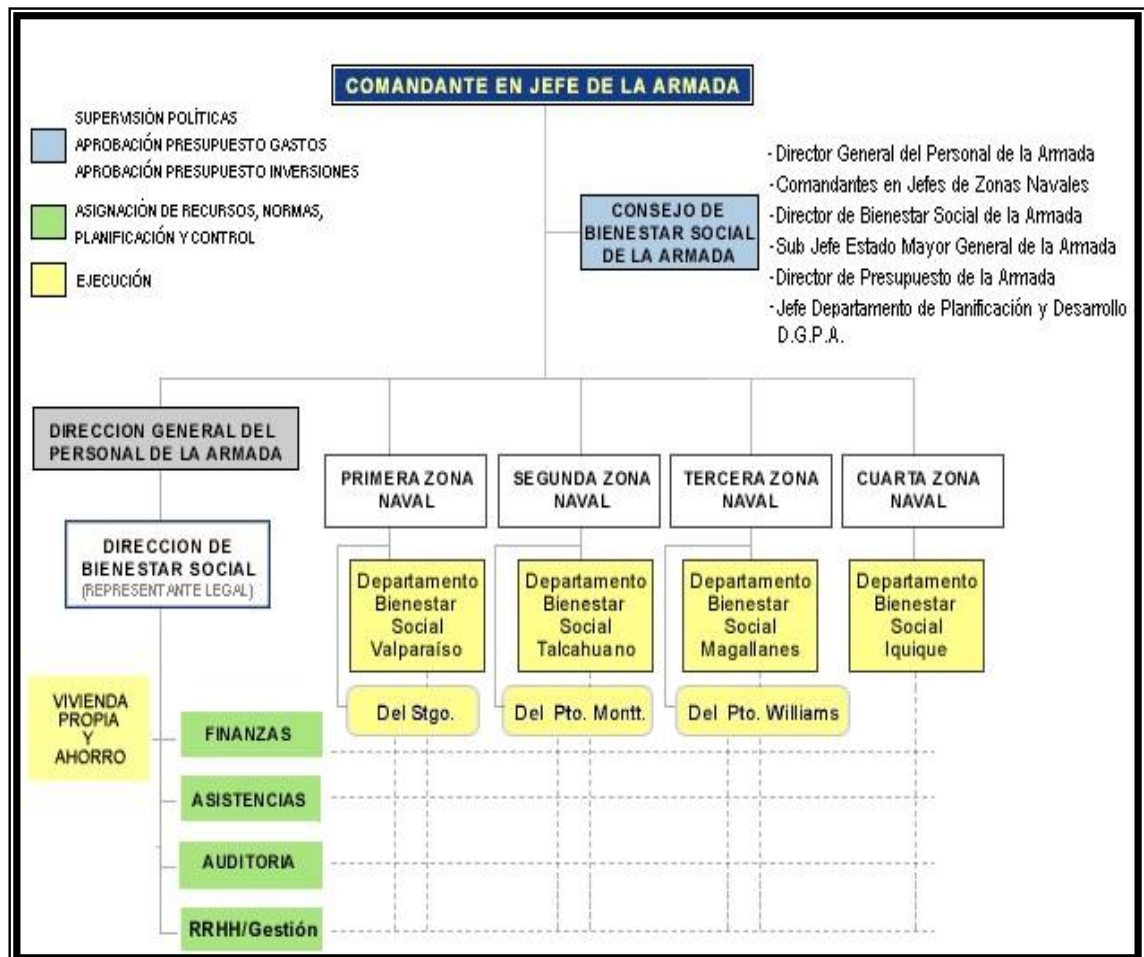 COMANDANTE EN JEFE DE LA ARMADA
SUPERVISIÓN POLÍTICAS
APROBACIÓN PRESUPUESTO GASTOS
APROBACIÓN PRESUPUESTO INVERSIONES
ASIGNACIÓN DE RECURSOS, NORMAS,
PLANIFICACIÓN Y CONTROL
EJECUCIÓN
CONSEJO DE
BIENESTAR SOCIAL
DE LA ARMADA
- Director General del Personal de la Armada
- Comandantes en Jefes de Zonas Navales
- Director de Bienestar Social de la Armada
- Sub Jefe Estado Mayor General de la Armada
- Director de Presupuesto de la Armada
- Jefe Departamento de Planificación y Desarrollo
D.G.P.A.
DIRECCION GENERAL DEL
PERSONAL DE LA ARMADA
DIRECCION DE
BIENESTAR SOCIAL
(REPRESENTANTE LEGAL)
PRIMERA ZONA
NAVAL
SEGUNDA ZONA
NAVAL
TERCERA ZONA
NAVAL
CUARTA ZONA
NAVAL
Departamento
Bienestar
Social
Valparaíso
Departamento
Bienestar
Social
Talcahuano
Departamento
Bienestar
Social
Magallanes
Departamento
Bienestar
Social
Iquique
Del Stgo.
Del Pto. Montt.
Del Pto. Williams
VIVIENDA
PROPIA
Y
AHORRO
FINANZAS
ASISTENCIAS
AUDITORIA
RRHH/Gestión